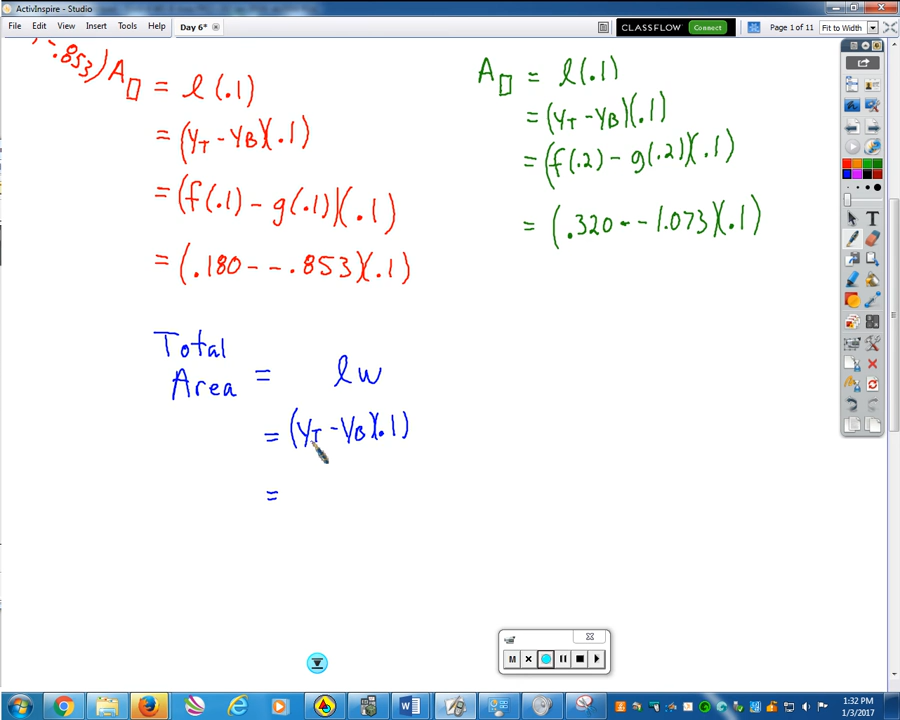 ActivInspire - Studio
File Edit View Insert Tools Help Day 6* CLASSFLOW Connect Page 1 of 11 Fit to Width
-.853) A▯ = l(.1)
= (yT - yB)(.1)
= (f(.1) - g(.1))(.1)
= (.180 - -.853)(.1)
A▯ = l(.1)
= (yT - yB)(.1)
= (f(.2) - g(.2))(.1)
= (.320 - -1.073)(.1)
Total
Area = lw
= (yT - yB)(.1)
=
M
T
W
1:32 PM
1/3/2017